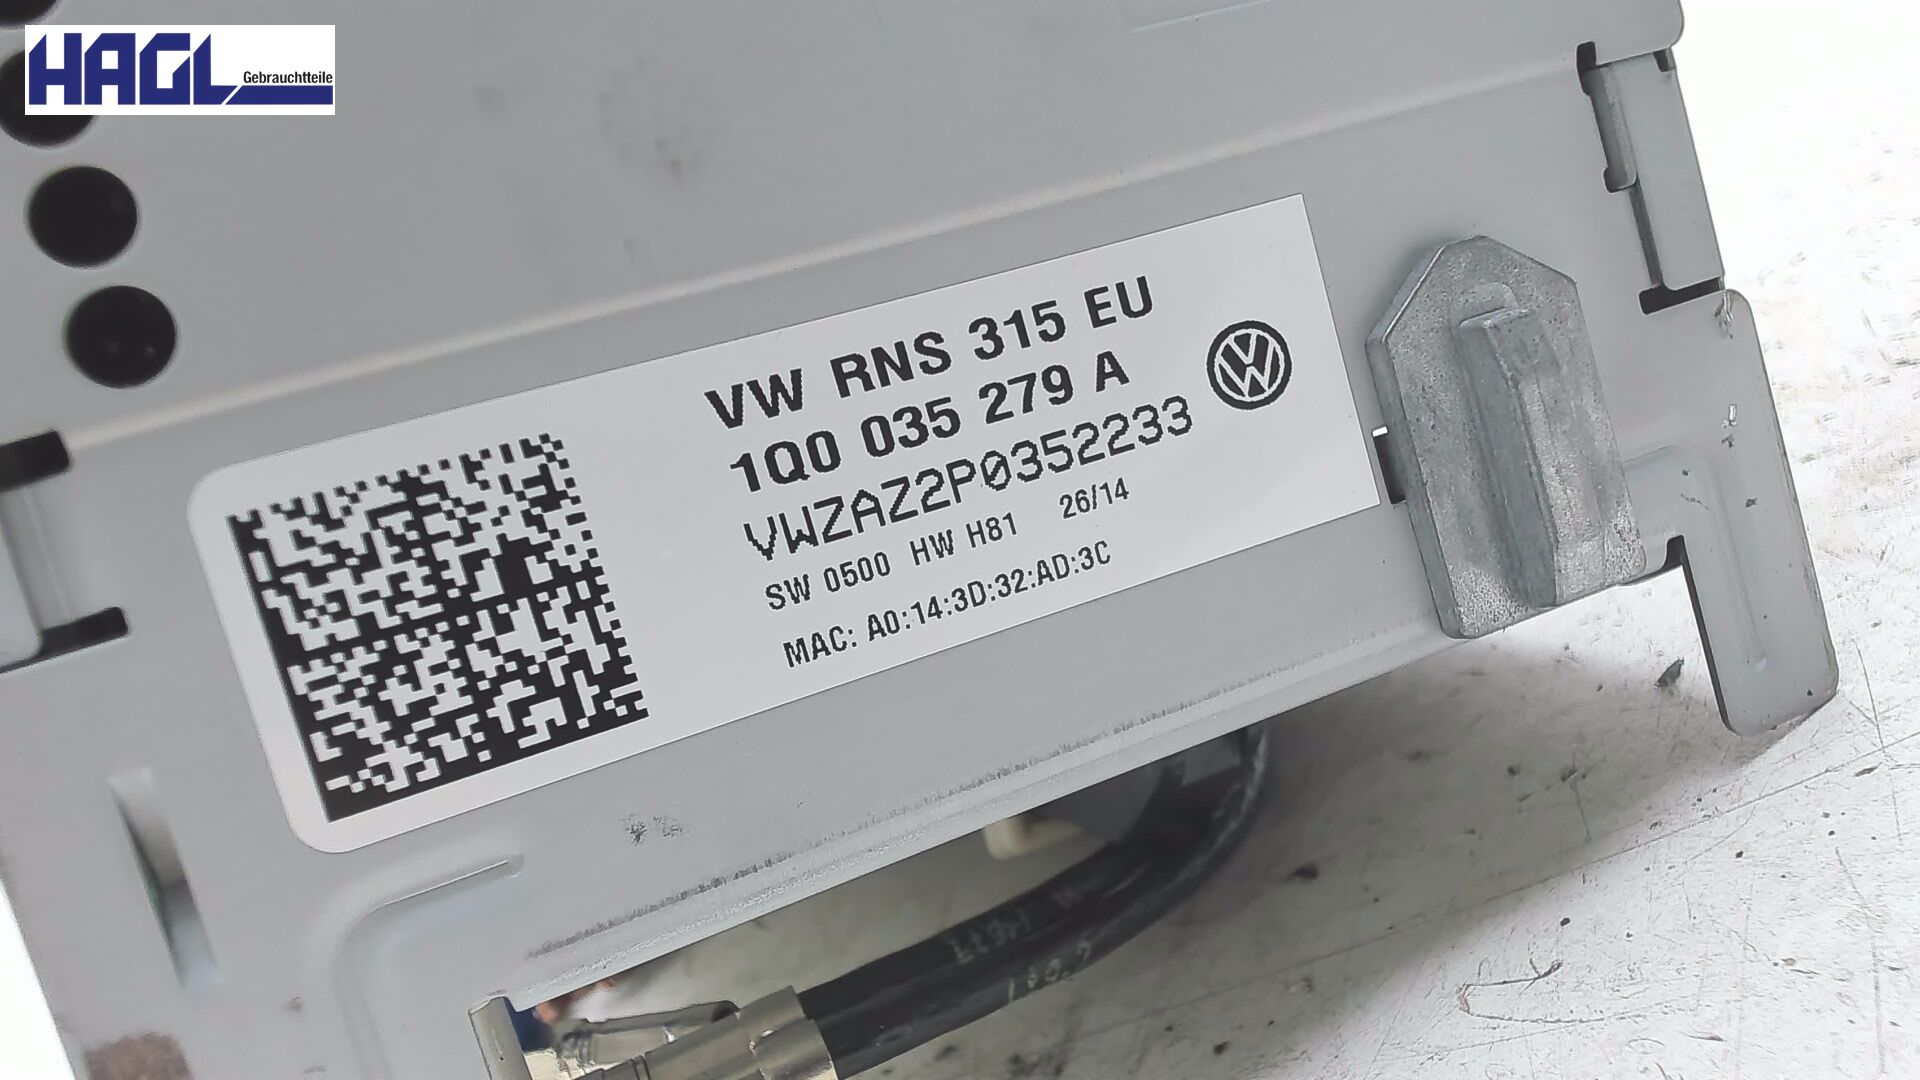 HAGL
Gebrauchtteile
VW RNS 315 EU
1Q0 035 279 A
VWZAZ2P0352233
SW 0500 HW H81 26/14
MAC: A0:14:3D:32:AD:3C